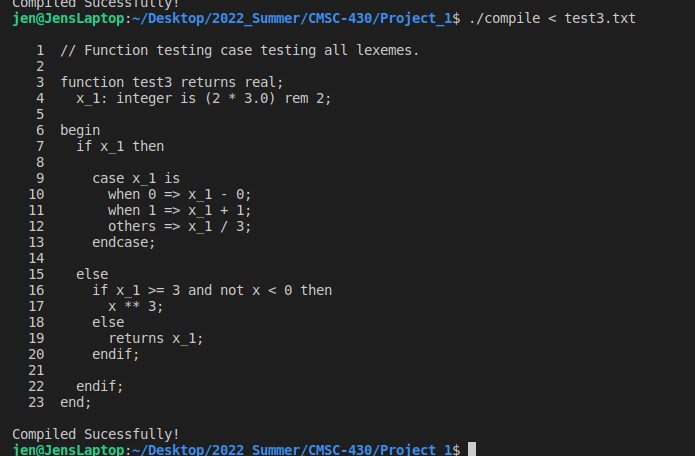 Compiled Sucessfully!
jen@JensLaptop:~/Desktop/2022_Summer/CMSC-430/Project_1$ ./compile < test3.txt
1 // Function testing case testing all lexemes.
2
3 function test3 returns real;
4 x_1: integer is (2 * 3.0) rem 2;
5
6 begin
7 if x_1 then
8
9 case x_1 is
10 when 0 => x_1 - 0;
11 when 1 => x_1 + 1;
12 others => x_1 / 3;
13 endcase;
14
15 else
16 if x_1 >= 3 and not x < 0 then
17 x ** 3;
18 else
19 returns x_1;
20 endif;
21
22 endif;
23 end;
Compiled Sucessfully!
jen@JensLaptop:~/Desktop/2022_Summer/CMSC-430/Project_1$